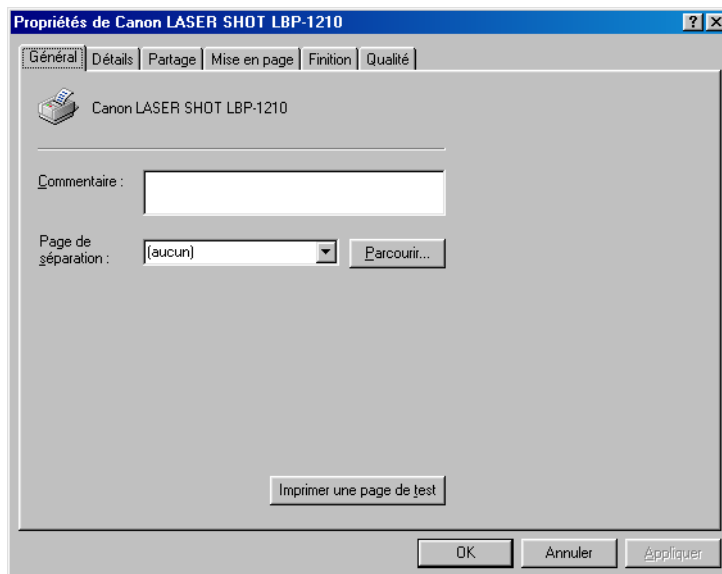 Propriétés de Canon LASER SHOT LBP-1210
Général Détails Partage Mise en page Finition Qualité
Canon LASER SHOT LBP-1210
Commentaire :
Page de
séparation :
(aucun)
Parcourir...
Imprimer une page de test
OK Annuler Appliquer